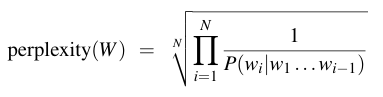 perplexity(W) = \sqrt[N]{\prod_{i=1}^{N} \frac{1}{P(w_i|w_1 \ldots w_{i-1})}}